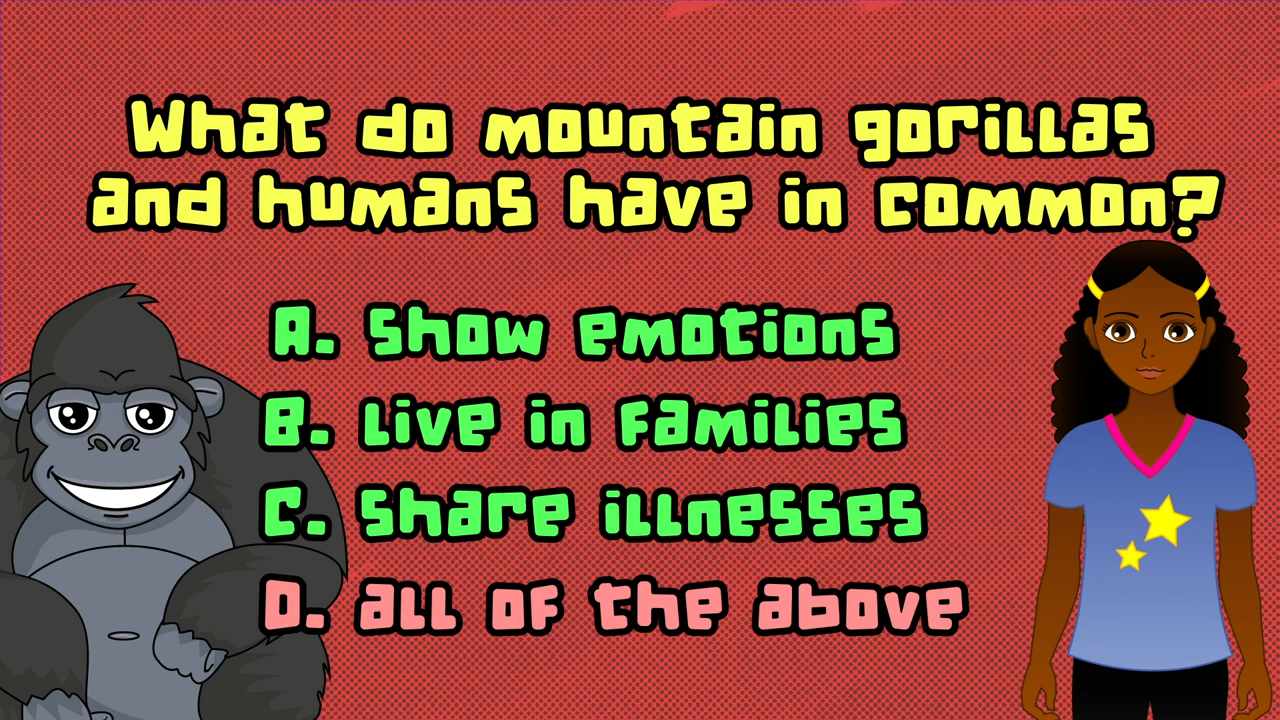 What do mountain gorillas
and humans have in common?
A. show emotions
B. Live in families
C. share illnesses
D. all of the above